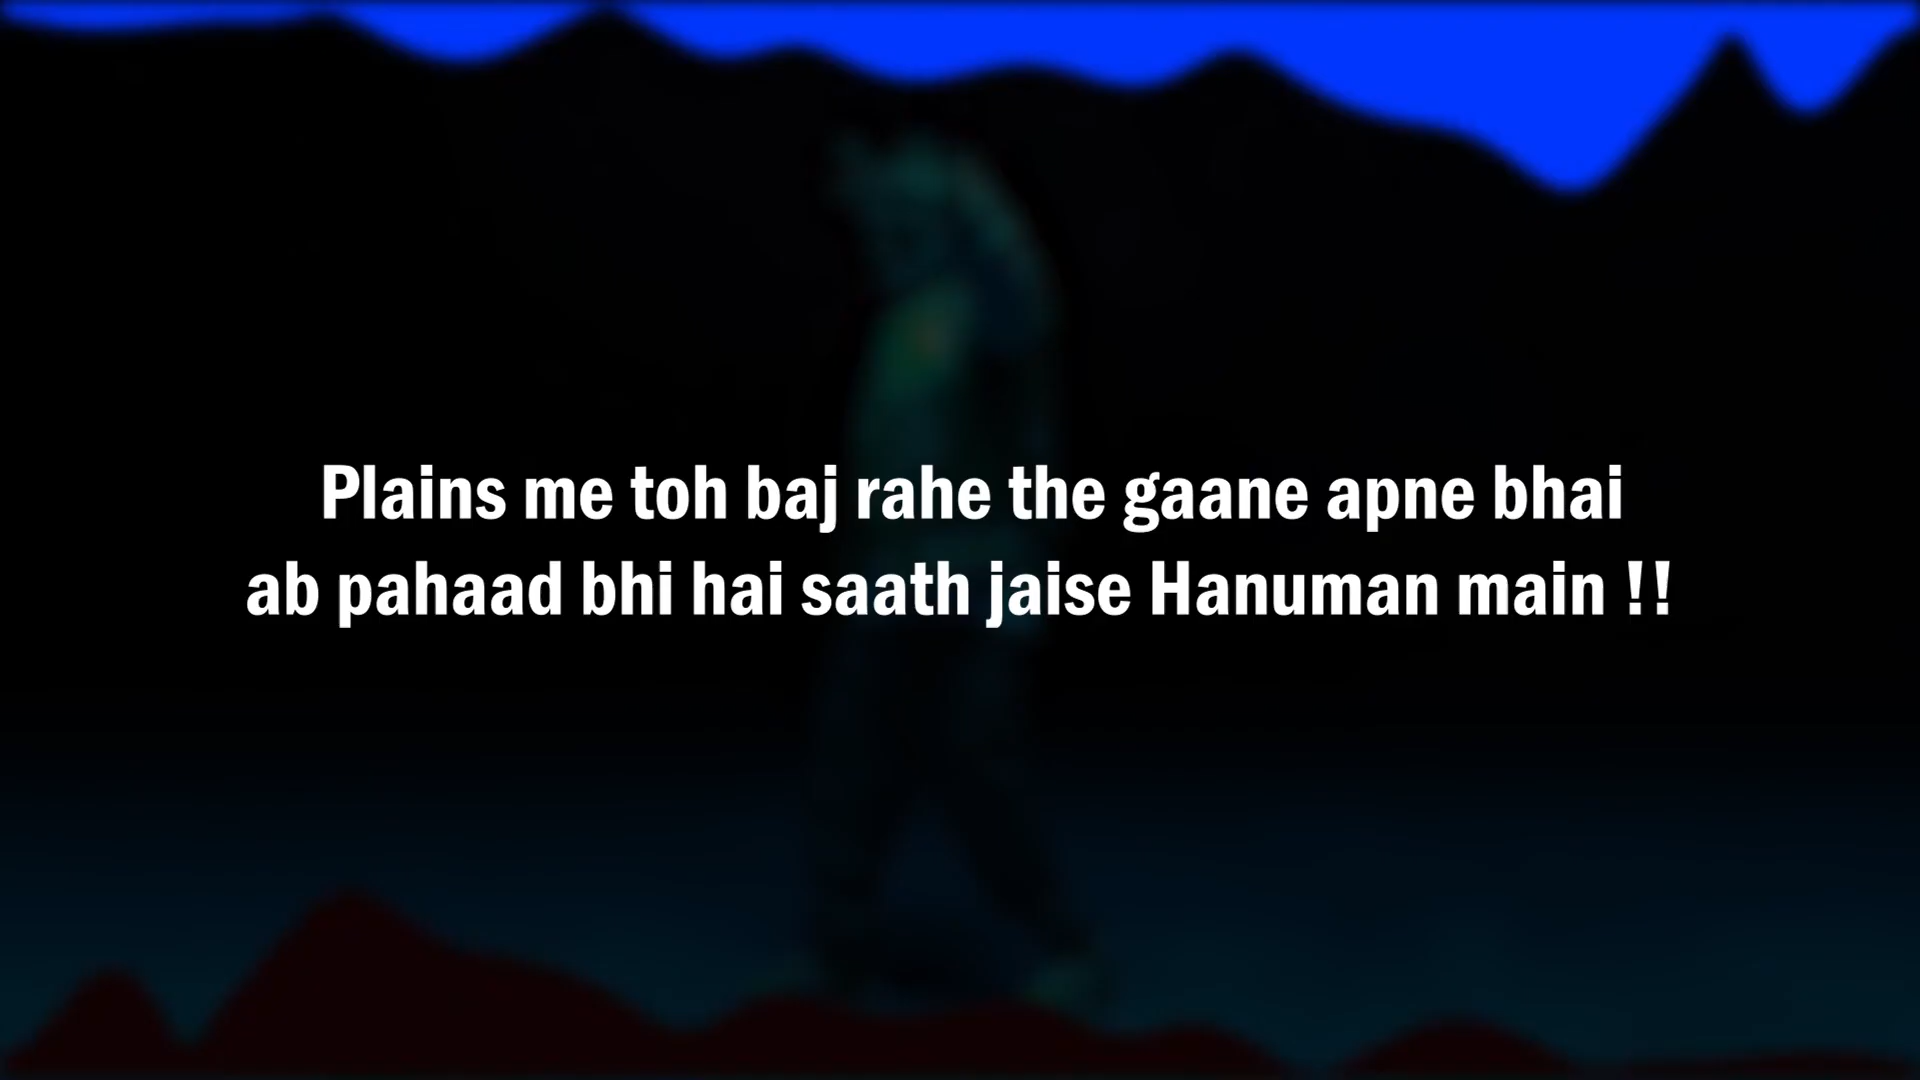 Plains me toh baj rahe the gaane apne bhai
ab pahaad bhi hai saath jaise Hanuman main !!